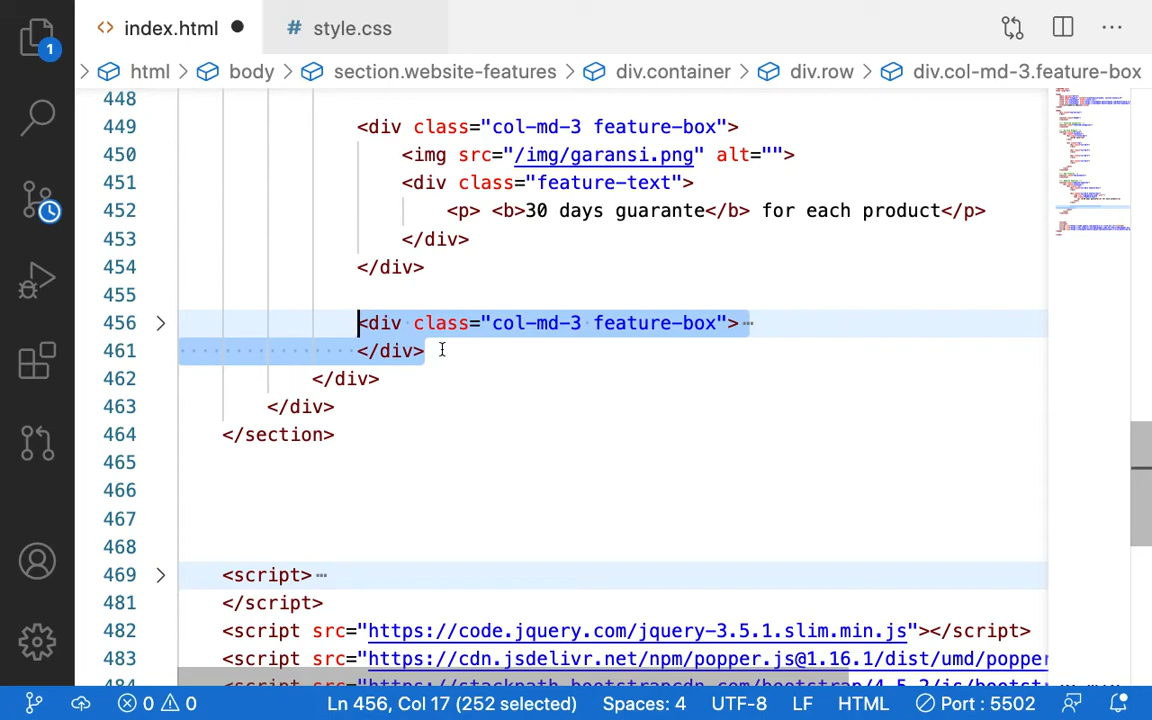 1
index.html
# style.css
...
html
body
section.website-features
div.container
div.row
div.col-md-3.feature-box
448
449 <div class="col-md-3 feature-box">
450 <img src="/img/garansi.png" alt="">
451 <div class="feature-text">
452 <p> <b>30 days guarante</b> for each product</p>
453 </div>
454 </div>
455
456 <div class="col-md-3 feature-box">
461 </div>
462 </div>
463 </div>
464 </section>
465
466
467
468
469 <script>
481 </script>
482 <script src="https://code.jquery.com/jquery-3.5.1.slim.min.js"></script>
483 <script src="https://cdn.jsdelivr.net/npm/popper.js@1.16.1/dist/umd/popper
0 0 Ln 456, Col 17 (252 selected) Spaces: 4 UTF-8 LF HTML Port : 5502